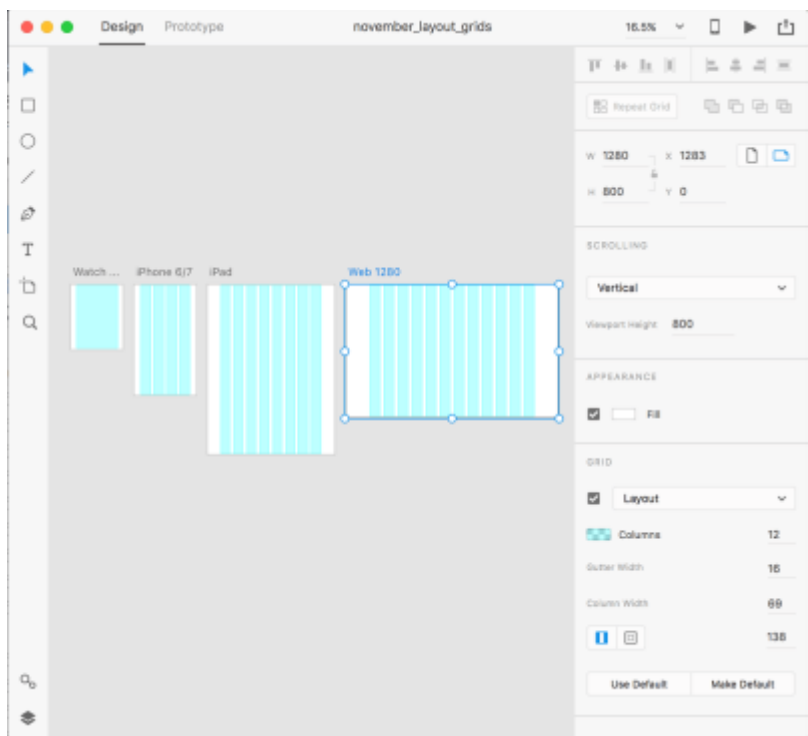 Design Prototype november_layout_grids 16.5%
Repeat Grid
W 1280 X 1283
H 800 Y 0
SCROLLING
Vertical
Viewport Height 800
APPEARANCE
Fill
GRID
Layout
Columns 12
Gutter Width 16
Column Width 69
138
Use Default Make Default
T
Watch ... iPhone 6/7 iPad Web 1280